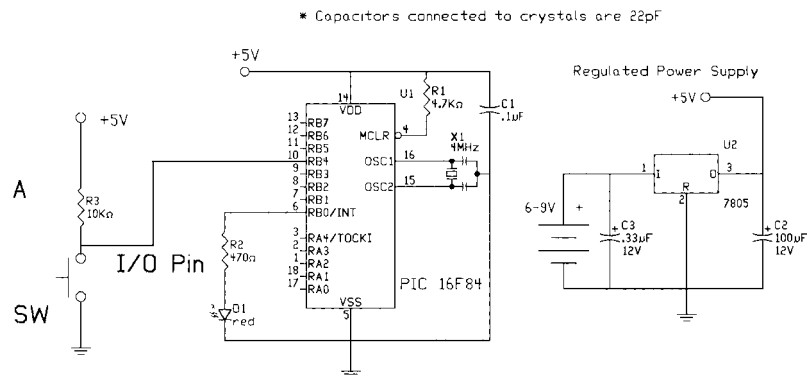 * Capacitors connected to crystals are 22pF
+5V
Regulated Power Supply
+5V
+5V
14
VDD
U1
R1
4.7KΩ
C1
.1µF
13 RB7
12 RB6
11 RB5
10 RB4
9 RB3
8 RB2
7 RB1
6 RB0/INT
3 RA4/TOCKI
2 RA3
1 RA2
18 RA1
17 RA0
MCLR 4
OSC1 16
OSC2 15
X1
4MHz
VSS
5
PIC 16F84
A
R3
10KΩ
I/O Pin
SW
R2
470Ω
D1
red
U2
1 I
O 3
R
2
7805
6-9V
+
+
C3
.33µF
12V
+
C2
100µF
12V